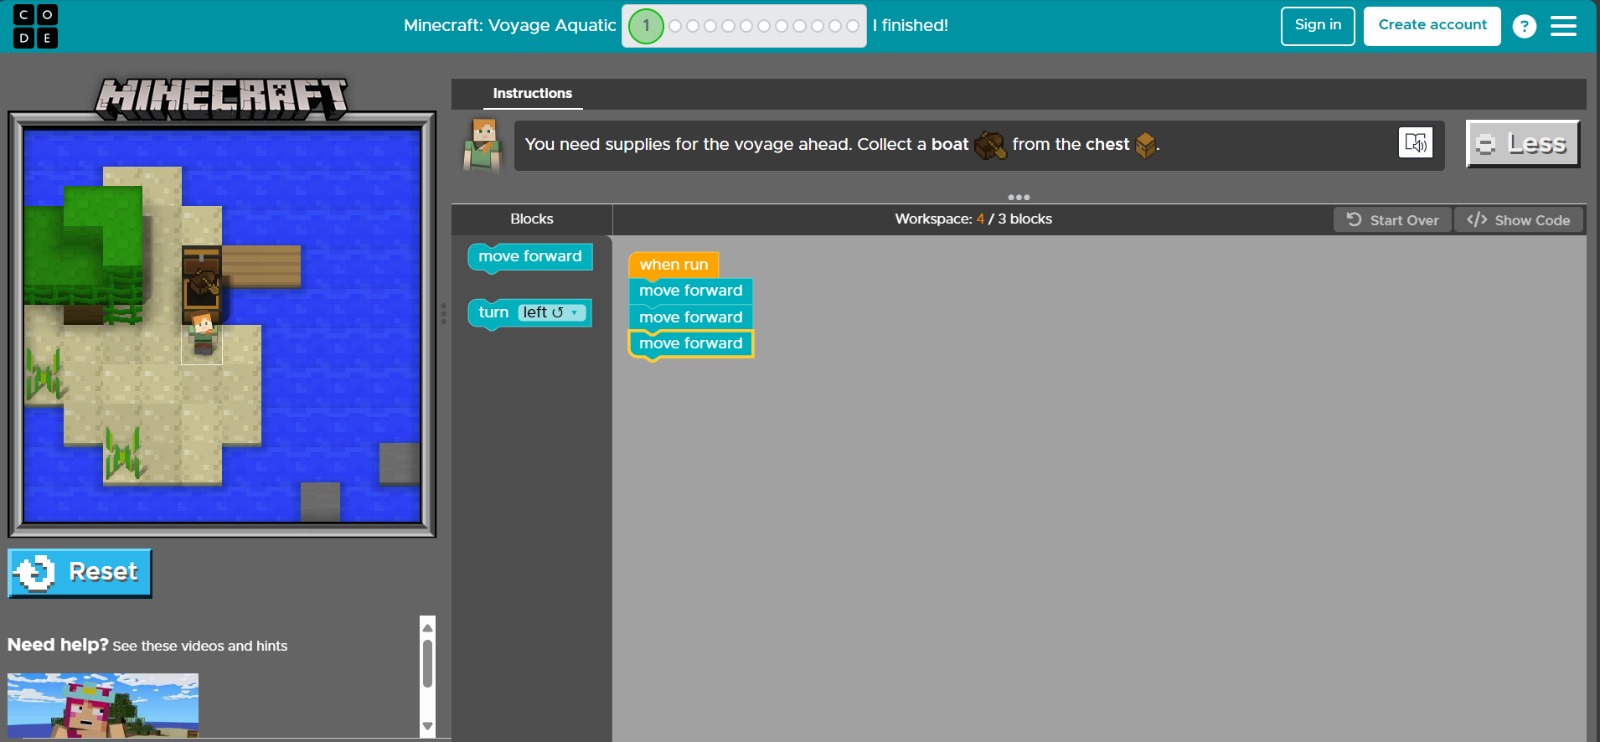 CO
DE
Minecraft: Voyage Aquatic
1
I finished!
Sign in
Create account
?
MINECRAFT
Instructions
You need supplies for the voyage ahead. Collect a boat from the chest.
Less
Blocks
Workspace: 4 / 3 blocks
Start Over
</> Show Code
move forward
turn left ↺
when run
move forward
move forward
move forward
Reset
Need help? See these videos and hints